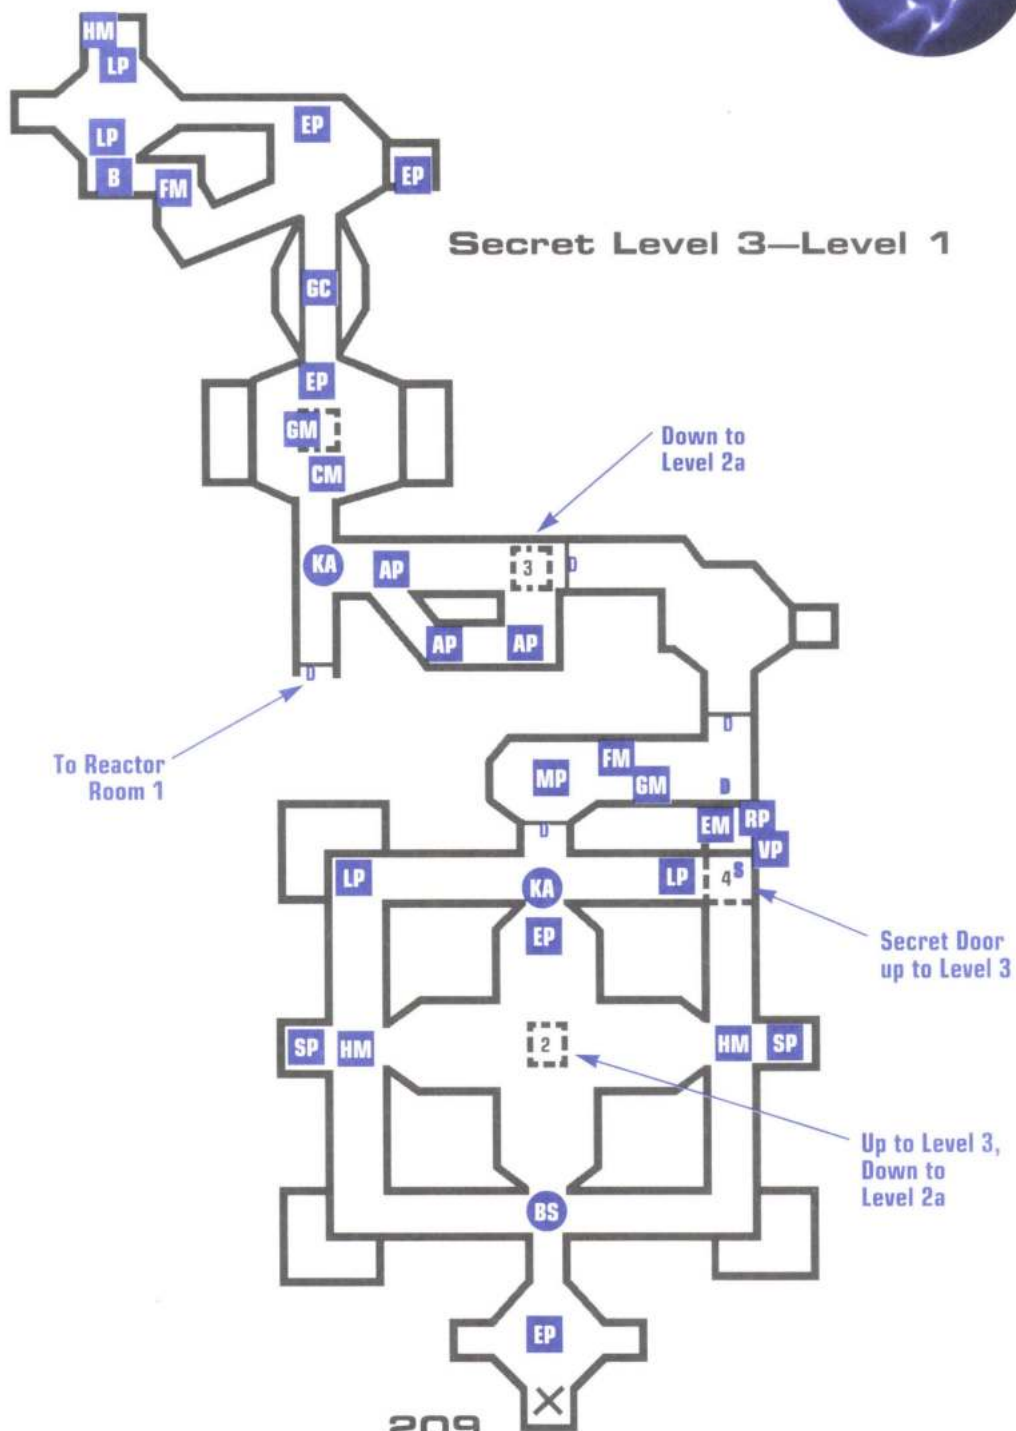 HM
LP
EP
LP
EP
B
FM
Secret Level 3—Level 1
GC
EP
GM
CM
Down to
Level 2a
KA
AP
3
D
AP
AP
D
To Reactor
Room 1
D
FM
MP
GM
D
D
EM
RP
VP
LP
KA
LP
4
S
EP
Secret Door
up to Level 3
SP
HM
2
HM
SP
Up to Level 3,
Down to
Level 2a
BS
EP
X
209